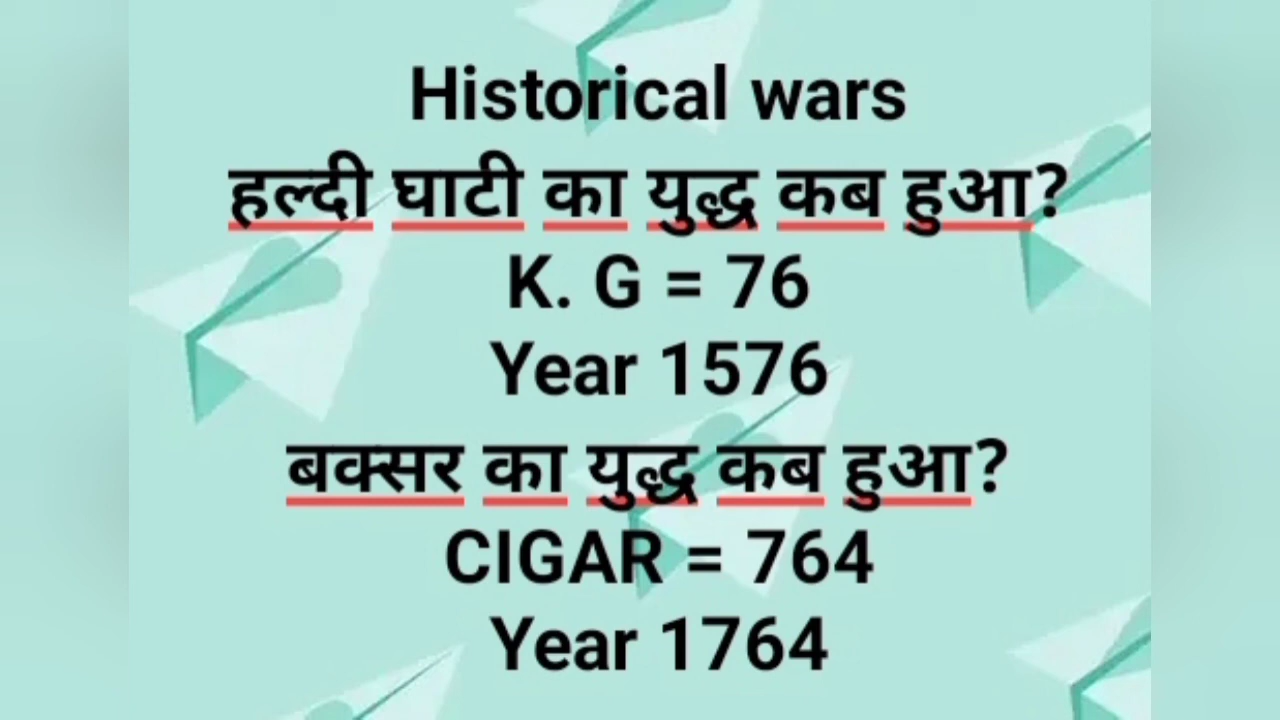 Historical wars
हल्दी घाटी का युद्ध कब हुआ?
K. G = 76
Year 1576
बक्सर का युद्ध कब हुआ?
CIGAR = 764
Year 1764